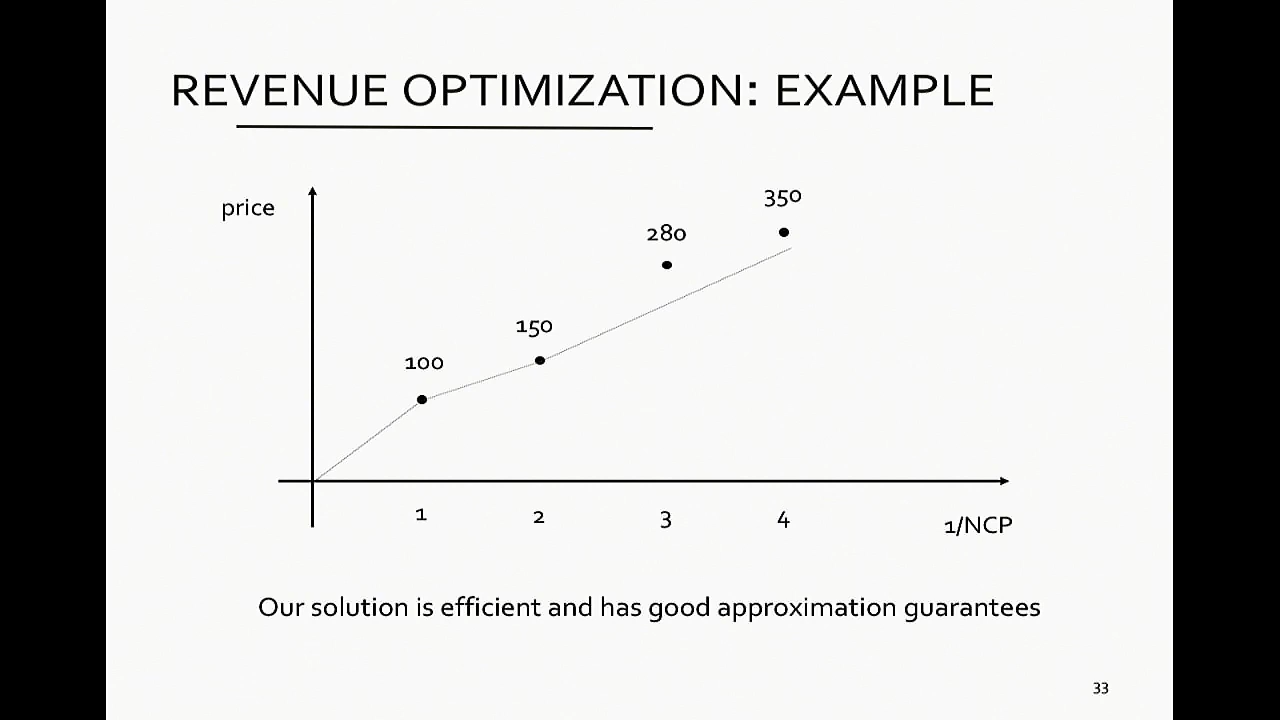 REVENUE OPTIMIZATION: EXAMPLE
price
350
280
150
100
1 2 3 4
1/NCP
Our solution is efficient and has good approximation guarantees
33